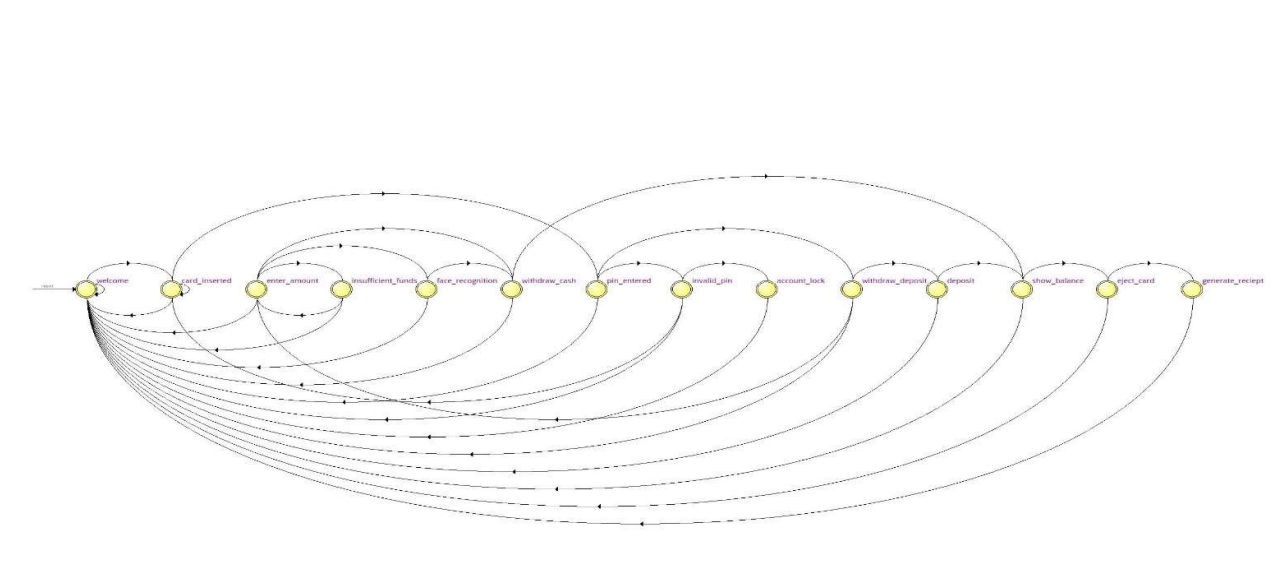 reset
welcome
card_inserted
enter_amount
insufficient_funds
face_recognition
withdraw_cash
pin_entered
invalid_pin
account_lock
withdraw_deposit
deposit
show_balance
eject_card
generate_reciept